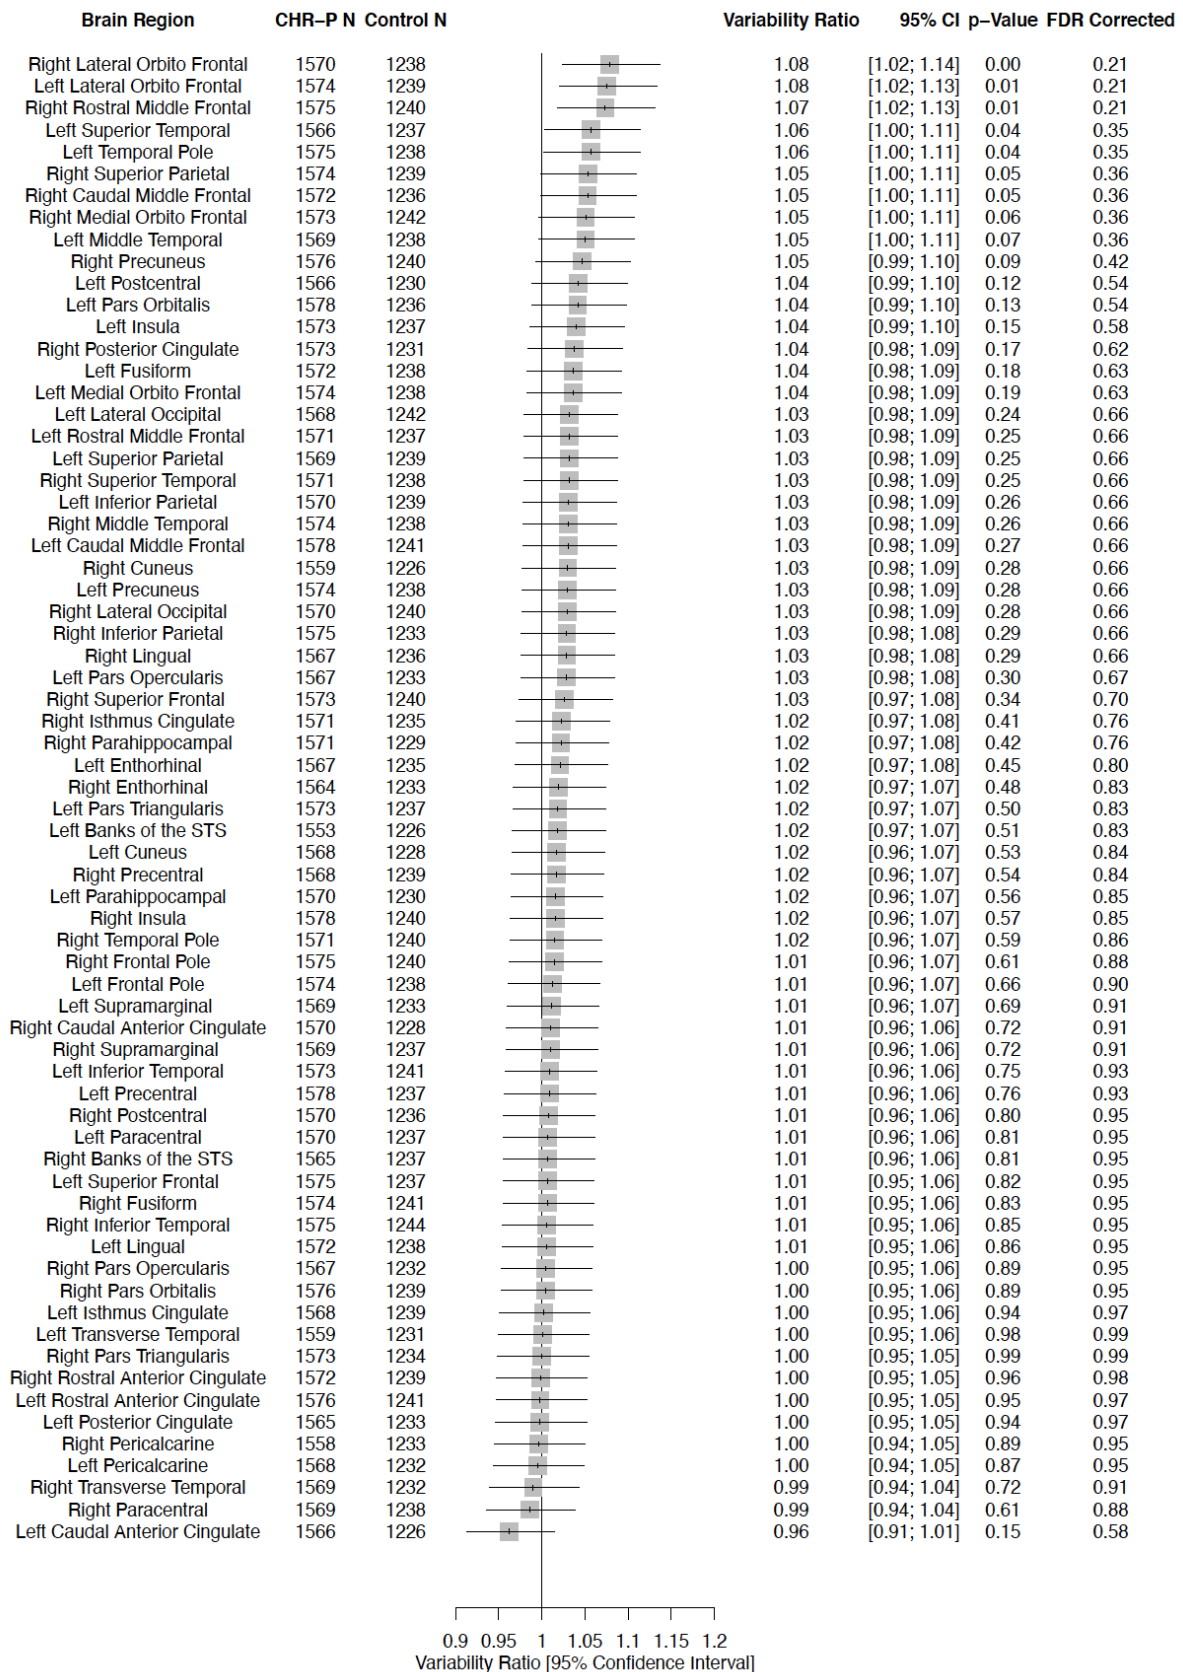 Brain Region CHR–P N Control N Variability Ratio 95% CI p–Value FDR Corrected
Right Lateral Orbito Frontal 1570 1238 1.08 [1.02; 1.14] 0.00 0.21
Left Lateral Orbito Frontal 1574 1239 1.08 [1.02; 1.13] 0.01 0.21
Right Rostral Middle Frontal 1575 1240 1.07 [1.02; 1.13] 0.01 0.21
Left Superior Temporal 1566 1237 1.06 [1.00; 1.11] 0.04 0.35
Left Temporal Pole 1575 1238 1.06 [1.00; 1.11] 0.04 0.35
Right Superior Parietal 1574 1239 1.05 [1.00; 1.11] 0.05 0.36
Right Caudal Middle Frontal 1572 1236 1.05 [1.00; 1.11] 0.05 0.36
Right Medial Orbito Frontal 1573 1242 1.05 [1.00; 1.11] 0.06 0.36
Left Middle Temporal 1569 1238 1.05 [1.00; 1.11] 0.07 0.36
Right Precuneus 1576 1240 1.05 [0.99; 1.10] 0.09 0.42
Left Postcentral 1566 1230 1.04 [0.99; 1.10] 0.12 0.54
Left Pars Orbitalis 1578 1236 1.04 [0.99; 1.10] 0.13 0.54
Left Insula 1573 1237 1.04 [0.99; 1.10] 0.15 0.58
Right Posterior Cingulate 1573 1231 1.04 [0.98; 1.09] 0.17 0.62
Left Fusiform 1572 1238 1.04 [0.98; 1.09] 0.18 0.63
Left Medial Orbito Frontal 1574 1238 1.04 [0.98; 1.09] 0.19 0.63
Left Lateral Occipital 1568 1242 1.03 [0.98; 1.09] 0.24 0.66
Left Rostral Middle Frontal 1571 1237 1.03 [0.98; 1.09] 0.25 0.66
Left Superior Parietal 1569 1239 1.03 [0.98; 1.09] 0.25 0.66
Right Superior Temporal 1571 1238 1.03 [0.98; 1.09] 0.25 0.66
Left Inferior Parietal 1570 1239 1.03 [0.98; 1.09] 0.26 0.66
Right Middle Temporal 1574 1238 1.03 [0.98; 1.09] 0.26 0.66
Left Caudal Middle Frontal 1578 1241 1.03 [0.98; 1.09] 0.27 0.66
Right Cuneus 1559 1226 1.03 [0.98; 1.09] 0.28 0.66
Left Precuneus 1574 1238 1.03 [0.98; 1.09] 0.28 0.66
Right Lateral Occipital 1570 1240 1.03 [0.98; 1.09] 0.28 0.66
Right Inferior Parietal 1575 1233 1.03 [0.98; 1.08] 0.29 0.66
Right Lingual 1567 1236 1.03 [0.98; 1.08] 0.29 0.66
Left Pars Opercularis 1567 1233 1.03 [0.98; 1.08] 0.30 0.67
Right Superior Frontal 1573 1240 1.03 [0.97; 1.08] 0.34 0.70
Right Isthmus Cingulate 1571 1235 1.02 [0.97; 1.08] 0.41 0.76
Right Parahippocampal 1571 1229 1.02 [0.97; 1.08] 0.42 0.76
Left Enthorhinal 1567 1235 1.02 [0.97; 1.08] 0.45 0.80
Right Enthorhinal 1564 1233 1.02 [0.97; 1.07] 0.48 0.83
Left Pars Triangularis 1573 1237 1.02 [0.97; 1.07] 0.50 0.83
Left Banks of the STS 1553 1226 1.02 [0.97; 1.07] 0.51 0.83
Left Cuneus 1568 1228 1.02 [0.96; 1.07] 0.53 0.84
Right Precentral 1568 1239 1.02 [0.96; 1.07] 0.54 0.84
Left Parahippocampal 1570 1230 1.02 [0.96; 1.07] 0.56 0.85
Right Insula 1578 1240 1.02 [0.96; 1.07] 0.57 0.85
Right Temporal Pole 1571 1240 1.02 [0.96; 1.07] 0.59 0.86
Right Frontal Pole 1575 1240 1.01 [0.96; 1.07] 0.61 0.88
Left Frontal Pole 1574 1238 1.01 [0.96; 1.07] 0.66 0.90
Left Supramarginal 1569 1233 1.01 [0.96; 1.07] 0.69 0.91
Right Caudal Anterior Cingulate 1570 1228 1.01 [0.96; 1.06] 0.72 0.91
Right Supramarginal 1569 1237 1.01 [0.96; 1.06] 0.72 0.91
Left Inferior Temporal 1573 1241 1.01 [0.96; 1.06] 0.75 0.93
Left Precentral 1578 1237 1.01 [0.96; 1.06] 0.76 0.93
Right Postcentral 1570 1236 1.01 [0.96; 1.06] 0.80 0.95
Left Paracentral 1570 1237 1.01 [0.96; 1.06] 0.81 0.95
Right Banks of the STS 1565 1237 1.01 [0.96; 1.06] 0.81 0.95
Left Superior Frontal 1575 1237 1.01 [0.95; 1.06] 0.82 0.95
Right Fusiform 1574 1241 1.01 [0.95; 1.06] 0.83 0.95
Right Inferior Temporal 1575 1244 1.01 [0.95; 1.06] 0.85 0.95
Left Lingual 1572 1238 1.01 [0.95; 1.06] 0.86 0.95
Right Pars Opercularis 1567 1232 1.00 [0.95; 1.06] 0.89 0.95
Right Pars Orbitalis 1576 1239 1.00 [0.95; 1.06] 0.89 0.95
Left Isthmus Cingulate 1568 1239 1.00 [0.95; 1.06] 0.94 0.97
Left Transverse Temporal 1559 1231 1.00 [0.95; 1.06] 0.98 0.99
Right Pars Triangularis 1573 1234 1.00 [0.95; 1.05] 0.99 0.99
Right Rostral Anterior Cingulate 1572 1239 1.00 [0.95; 1.05] 0.96 0.98
Left Rostral Anterior Cingulate 1576 1241 1.00 [0.95; 1.05] 0.95 0.97
Left Posterior Cingulate 1565 1233 1.00 [0.95; 1.05] 0.94 0.97
Right Pericalcarine 1558 1233 1.00 [0.94; 1.05] 0.89 0.95
Left Pericalcarine 1568 1232 1.00 [0.94; 1.05] 0.87 0.95
Right Transverse Temporal 1569 1232 0.99 [0.94; 1.04] 0.72 0.91
Right Paracentral 1569 1238 0.99 [0.94; 1.04] 0.61 0.88
Left Caudal Anterior Cingulate 1566 1226 0.96 [0.91; 1.01] 0.15 0.58
0.9 0.95 1 1.05 1.1 1.15 1.2
Variability Ratio [95% Confidence Interval]